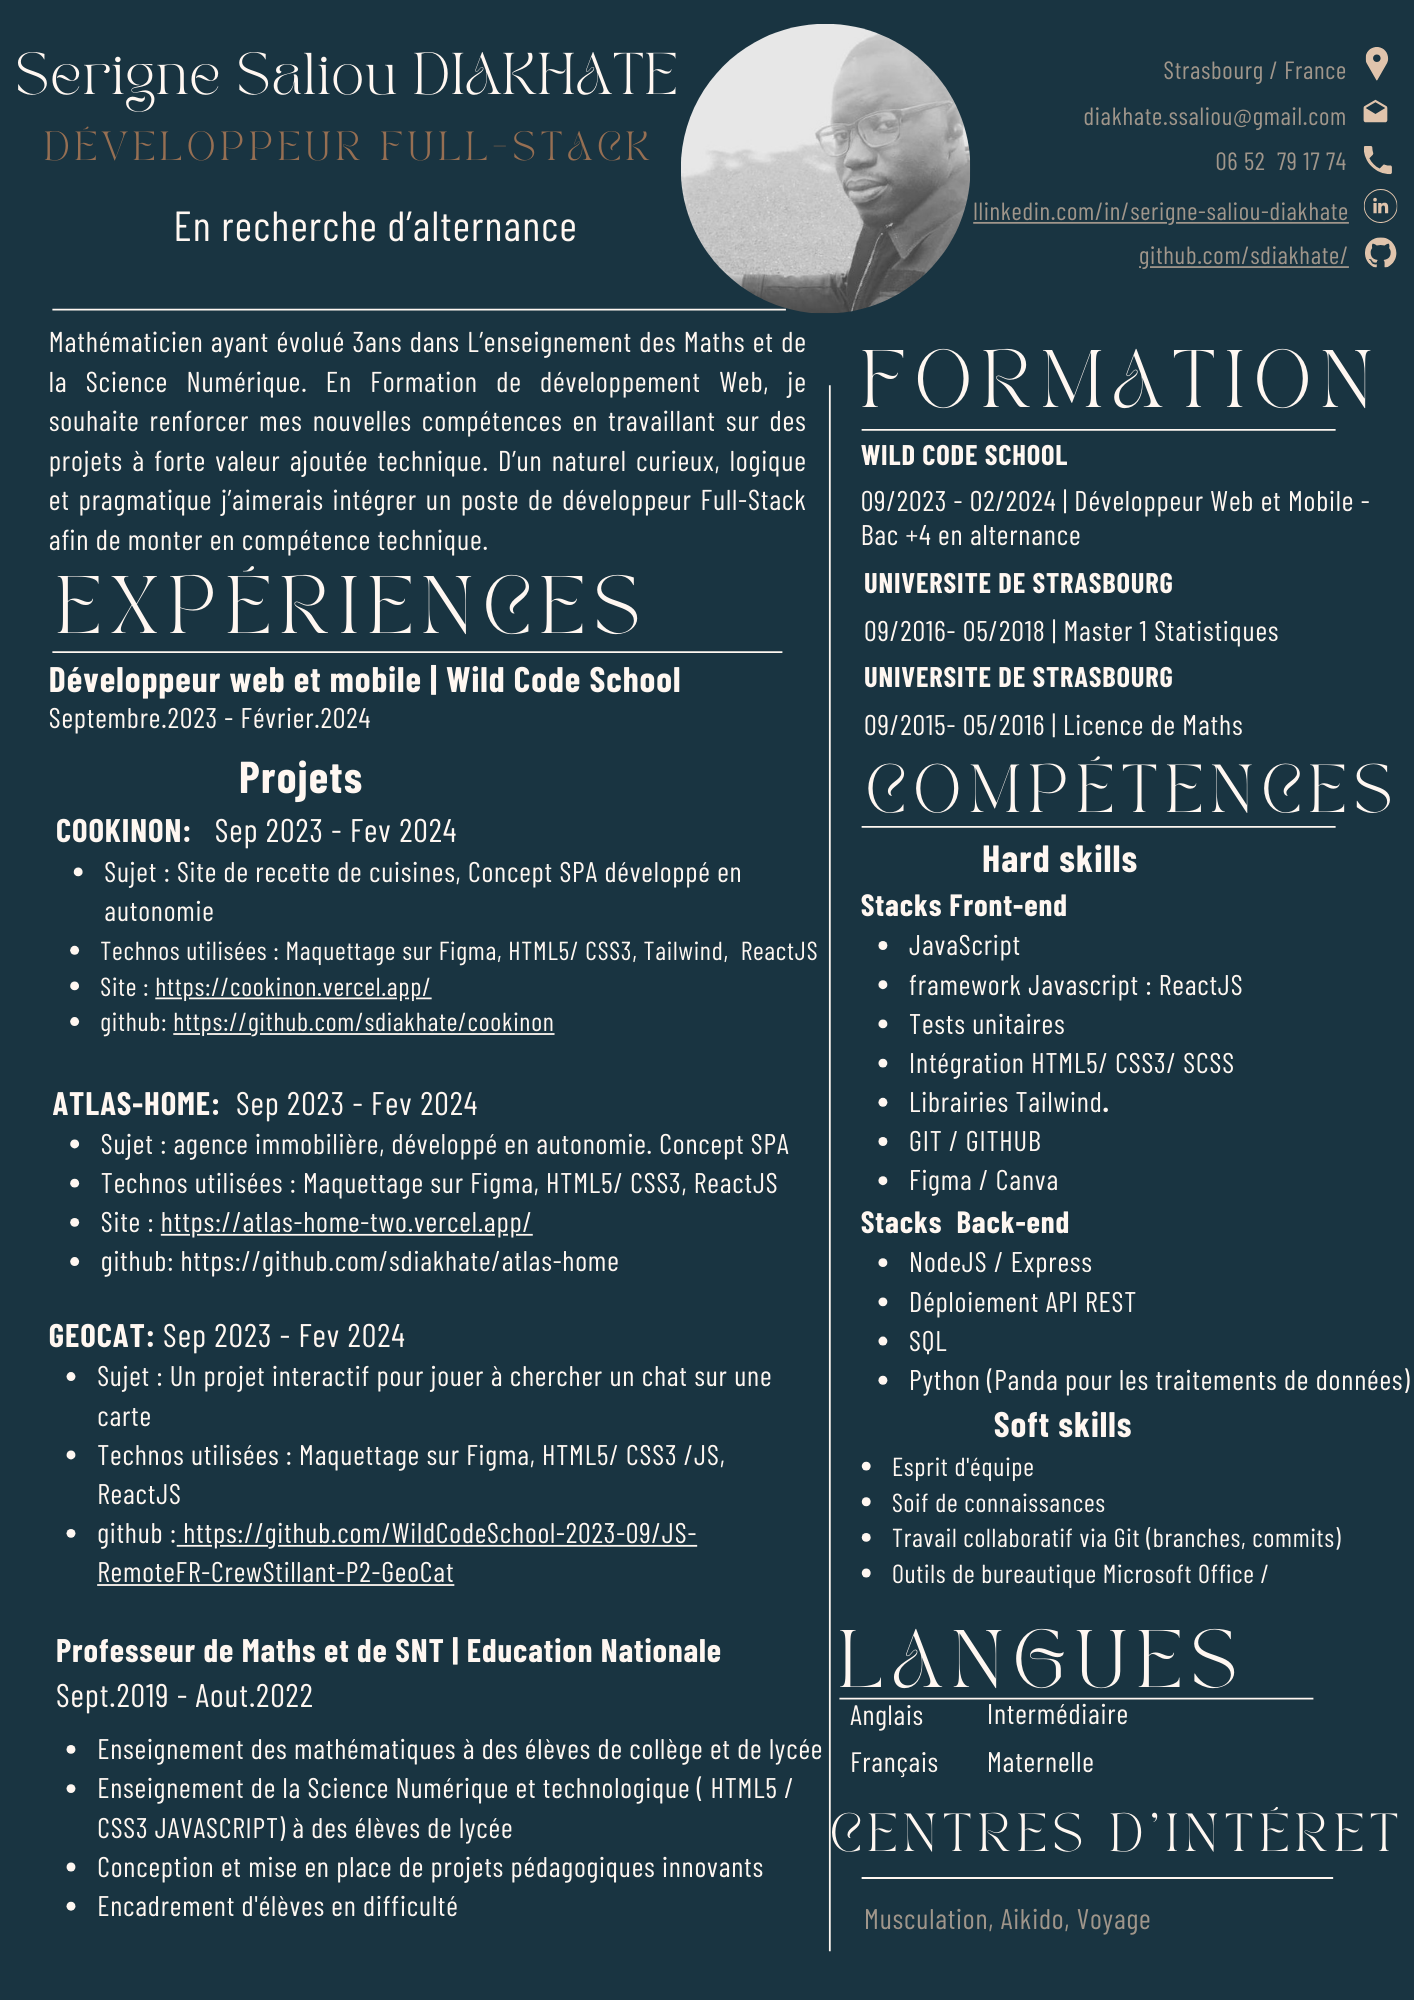 Serigne Saliou DIAKHATE
DÉVELOPPEUR FULL-STACK
En recherche d’alternance
Strasbourg / France
diakhate.ssaliou@gmail.com
06 52  79 17 74
llinkedin.com/in/serigne-saliou-diakhate
github.com/sdiakhate/
Mathématicien ayant évolué 3ans dans L’enseignement des Maths et de
la Science Numérique. En Formation de développement Web, je
souhaite renforcer mes nouvelles compétences en travaillant sur des
projets à forte valeur ajoutée technique. D’un naturel curieux, logique
et pragmatique j’aimerais intégrer un poste de développeur Full-Stack
afin de monter en compétence technique.
EXPÉRIENCES
Développeur web et mobile | Wild Code School
Septembre.2023 - Février.2024
Projets
COOKINON:   Sep 2023 - Fev 2024
• Sujet : Site de recette de cuisines, Concept SPA développé en
autonomie
• Technos utilisées : Maquettage sur Figma, HTML5/ CSS3, Tailwind,  ReactJS
• Site : https://cookinon.vercel.app/
• github: https://github.com/sdiakhate/cookinon
ATLAS-HOME:  Sep 2023 - Fev 2024
• Sujet : agence immobilière, développé en autonomie. Concept SPA
• Technos utilisées : Maquettage sur Figma, HTML5/ CSS3, ReactJS
• Site : https://atlas-home-two.vercel.app/
• github: https://github.com/sdiakhate/atlas-home
GEOCAT: Sep 2023 - Fev 2024
• Sujet : Un projet interactif pour jouer à chercher un chat sur une
carte
• Technos utilisées : Maquettage sur Figma, HTML5/ CSS3 /JS,
ReactJS
• github : https://github.com/WildCodeSchool-2023-09/JS-
RemoteFR-CrewStillant-P2-GeoCat
Professeur de Maths et de SNT | Education Nationale
Sept.2019 - Aout.2022
• Enseignement des mathématiques à des élèves de collège et de lycée
• Enseignement de la Science Numérique et technologique ( HTML5 /
CSS3 JAVASCRIPT) à des élèves de lycée
• Conception et mise en place de projets pédagogiques innovants
• Encadrement d'élèves en difficulté
FORMATION
WILD CODE SCHOOL
09/2023 - 02/2024 | Développeur Web et Mobile -
Bac +4 en alternance
UNIVERSITE DE STRASBOURG
09/2016- 05/2018 | Master 1 Statistiques
UNIVERSITE DE STRASBOURG
09/2015- 05/2016 | Licence de Maths
COMPÉTENCES
Hard skills
Stacks Front-end
• JavaScript
• framework Javascript : ReactJS
• Tests unitaires
• Intégration HTML5/ CSS3/ SCSS
• Librairies Tailwind.
• GIT / GITHUB
• Figma / Canva
Stacks  Back-end
• NodeJS / Express
• Déploiement API REST
• SQL
• Python (Panda pour les traitements de données)
Soft skills
• Esprit d'équipe
• Soif de connaissances
• Travail collaboratif via Git (branches, commits)
• Outils de bureautique Microsoft Office /
LANGUES
Anglais Intermédiaire
Français Maternelle
CENTRES D’INTÉRET
Musculation, Aikido, Voyage